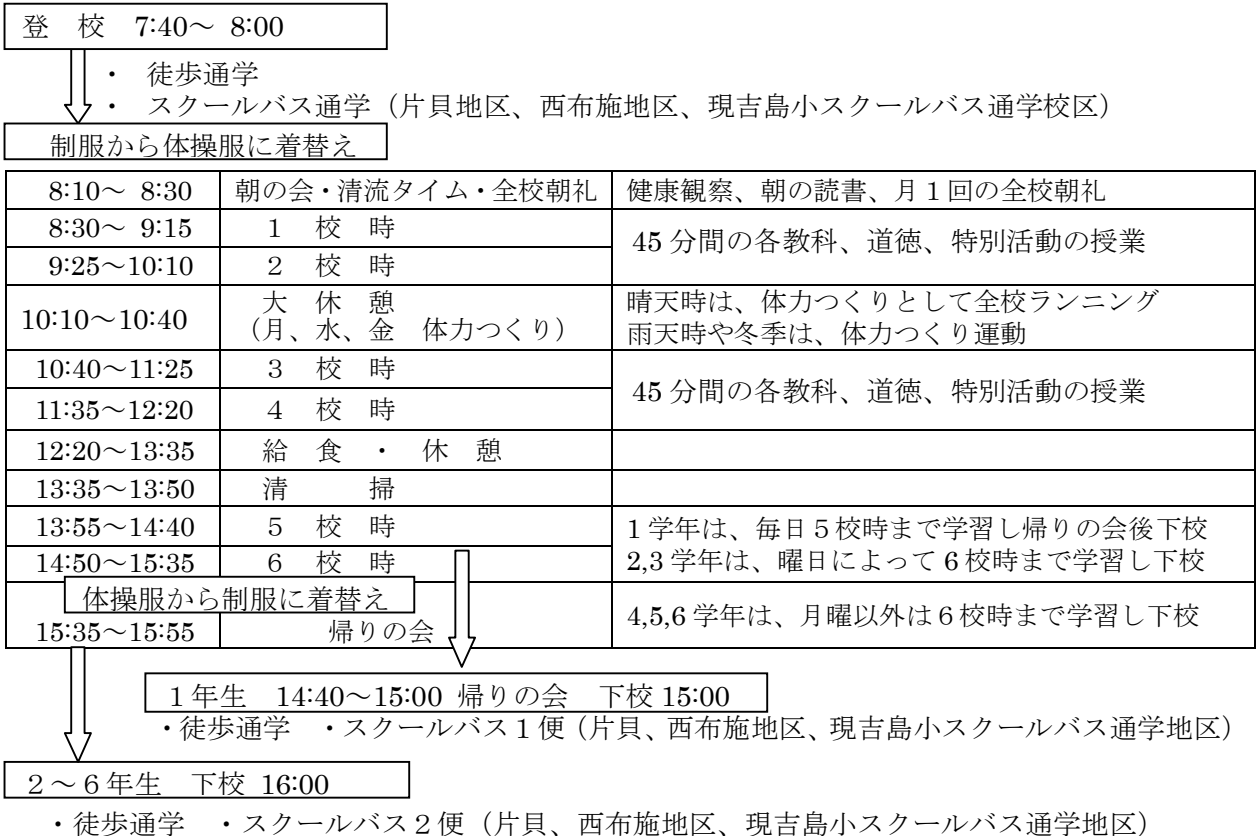 登　校　7:40～ 8:00
・　徒歩通学
・　スクールバス通学（片貝地区、西布施地区、現吉島小スクールバス通学校区）
制服から体操服に着替え
8:10～ 8:30　朝の会・清流タイム・全校朝礼　健康観察、朝の読書、月１回の全校朝礼
8:30～ 9:15　１　校　時
45 分間の各教科、道徳、特別活動の授業
9:25～10:10　２　校　時
10:10～10:40　大　休　憩
（月、水、金　体力つくり）
晴天時は、体力つくりとして全校ランニング
雨天時や冬季は、体力つくり運動
10:40～11:25　３　校　時
45 分間の各教科、道徳、特別活動の授業
11:35～12:20　４　校　時
12:20～13:35　給　食　・　休　憩
13:35～13:50　清　　　掃
13:55～14:40　５　校　時　1 学年は、毎日５校時まで学習し帰りの会後下校
14:50～15:35　６　校　時　2,3 学年は、曜日によって 6 校時まで学習し下校
体操服から制服に着替え
15:35～15:55　帰りの会　4,5,6 学年は、月曜以外は６校時まで学習し下校
１年生　14:40～15:00 帰りの会　下校 15:00
・徒歩通学　・スクールバス１便（片貝、西布施地区、現吉島小スクールバス通学地区）
２～６年生　下校 16:00
・徒歩通学　・スクールバス２便（片貝、西布施地区、現吉島小スクールバス通学地区）